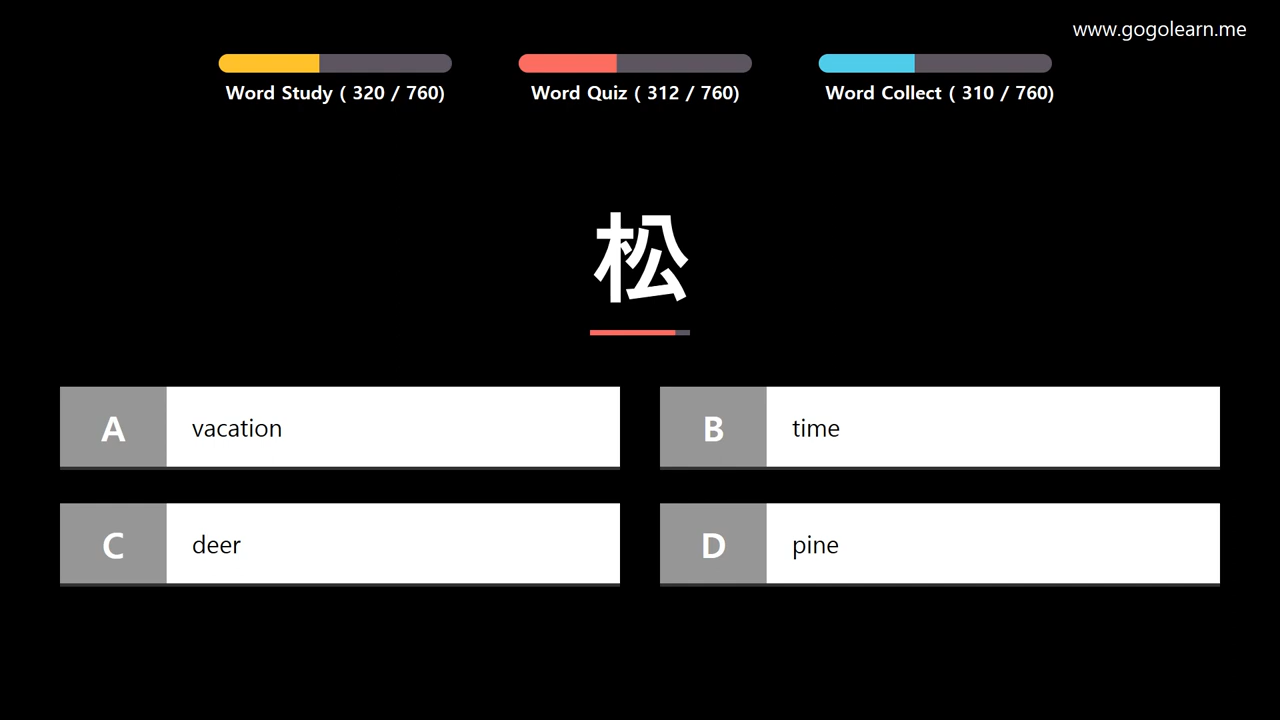 www.gogolearn.me
Word Study ( 320 / 760)
Word Quiz ( 312 / 760)
Word Collect ( 310 / 760)
松
A vacation
B time
C deer
D pine